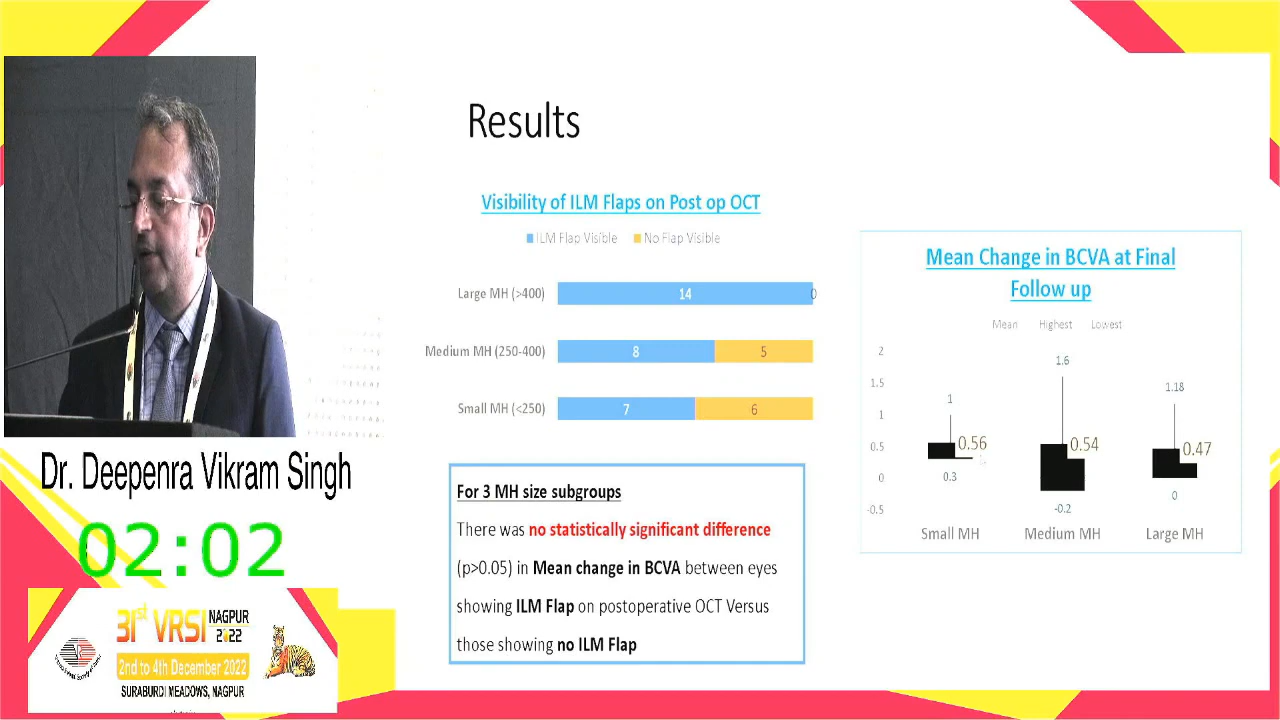 Results
Visibility of ILM Flaps on Post op OCT
ILM Flap Visible No Flap Visible
Large MH (>400) 14 0
Medium MH (250-400) 8 5
Small MH (<250) 7 6
For 3 MH size subgroups
There was no statistically significant difference
(p>0.05) in Mean change in BCVA between eyes
showing ILM Flap on postoperative OCT Versus
those showing no ILM Flap
Mean Change in BCVA at Final
Follow up
Mean Highest Lowest
2
1.5
1
0.5
0
-0.5
1
0.56
0.3
1.6
0.54
-0.2
1.18
0.47
0
Small MH Medium MH Large MH
Dr. Deepenra Vikram Singh
02:02
31st VRSI NAGPUR
2022
2nd to 4th December 2022
SURABURDI MEADOWS, NAGPUR